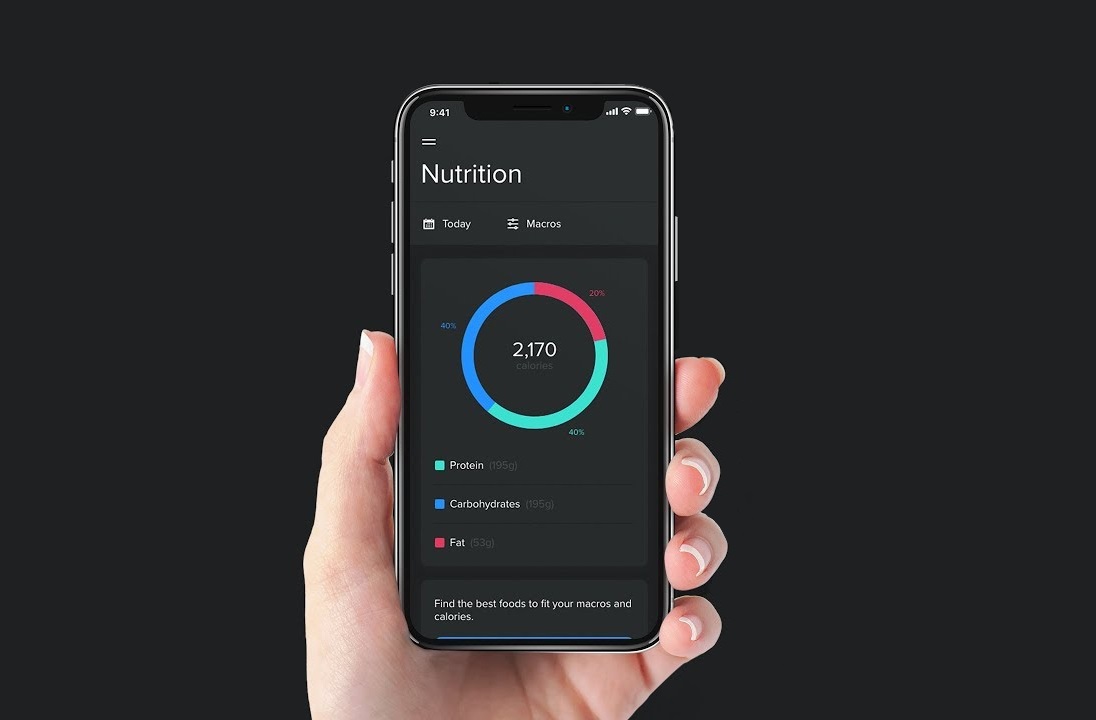 9:41
Nutrition
Today Macros
20%
40%
2,170
calories
40%
Protein (195g)
Carbohydrates (195g)
Fat (53g)
Find the best foods to fit your macros and
calories.